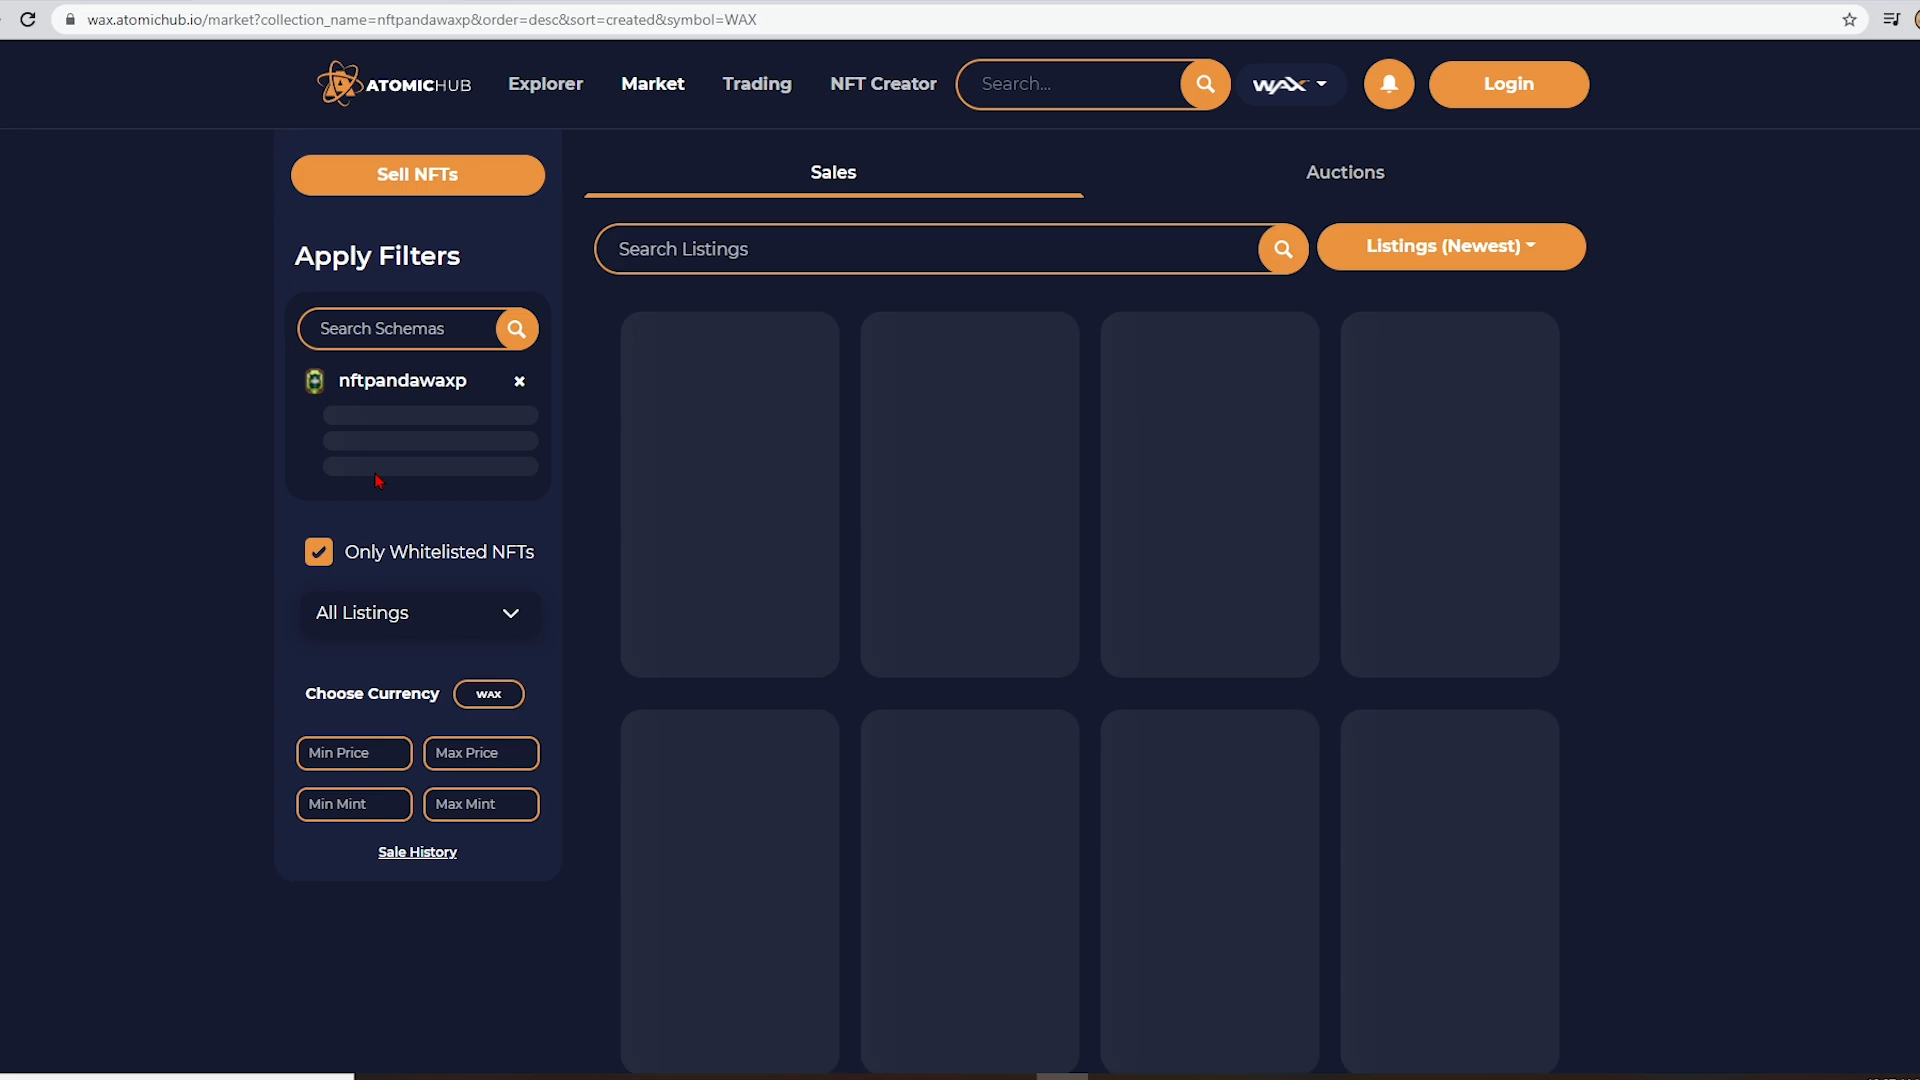 wax.atomichub.io/market?collection_name=nftpandawaxp&order=desc&sort=created&symbol=WAX
ATOMICHUB
Explorer
Market
Trading
NFT Creator
Search...
WAX
Login
Sell NFTs
Sales
Auctions
Search Listings
Listings (Newest)
Apply Filters
Search Schemas
nftpandawaxp
Only Whitelisted NFTs
All Listings
Choose Currency
WAX
Min Price
Max Price
Min Mint
Max Mint
Sale History